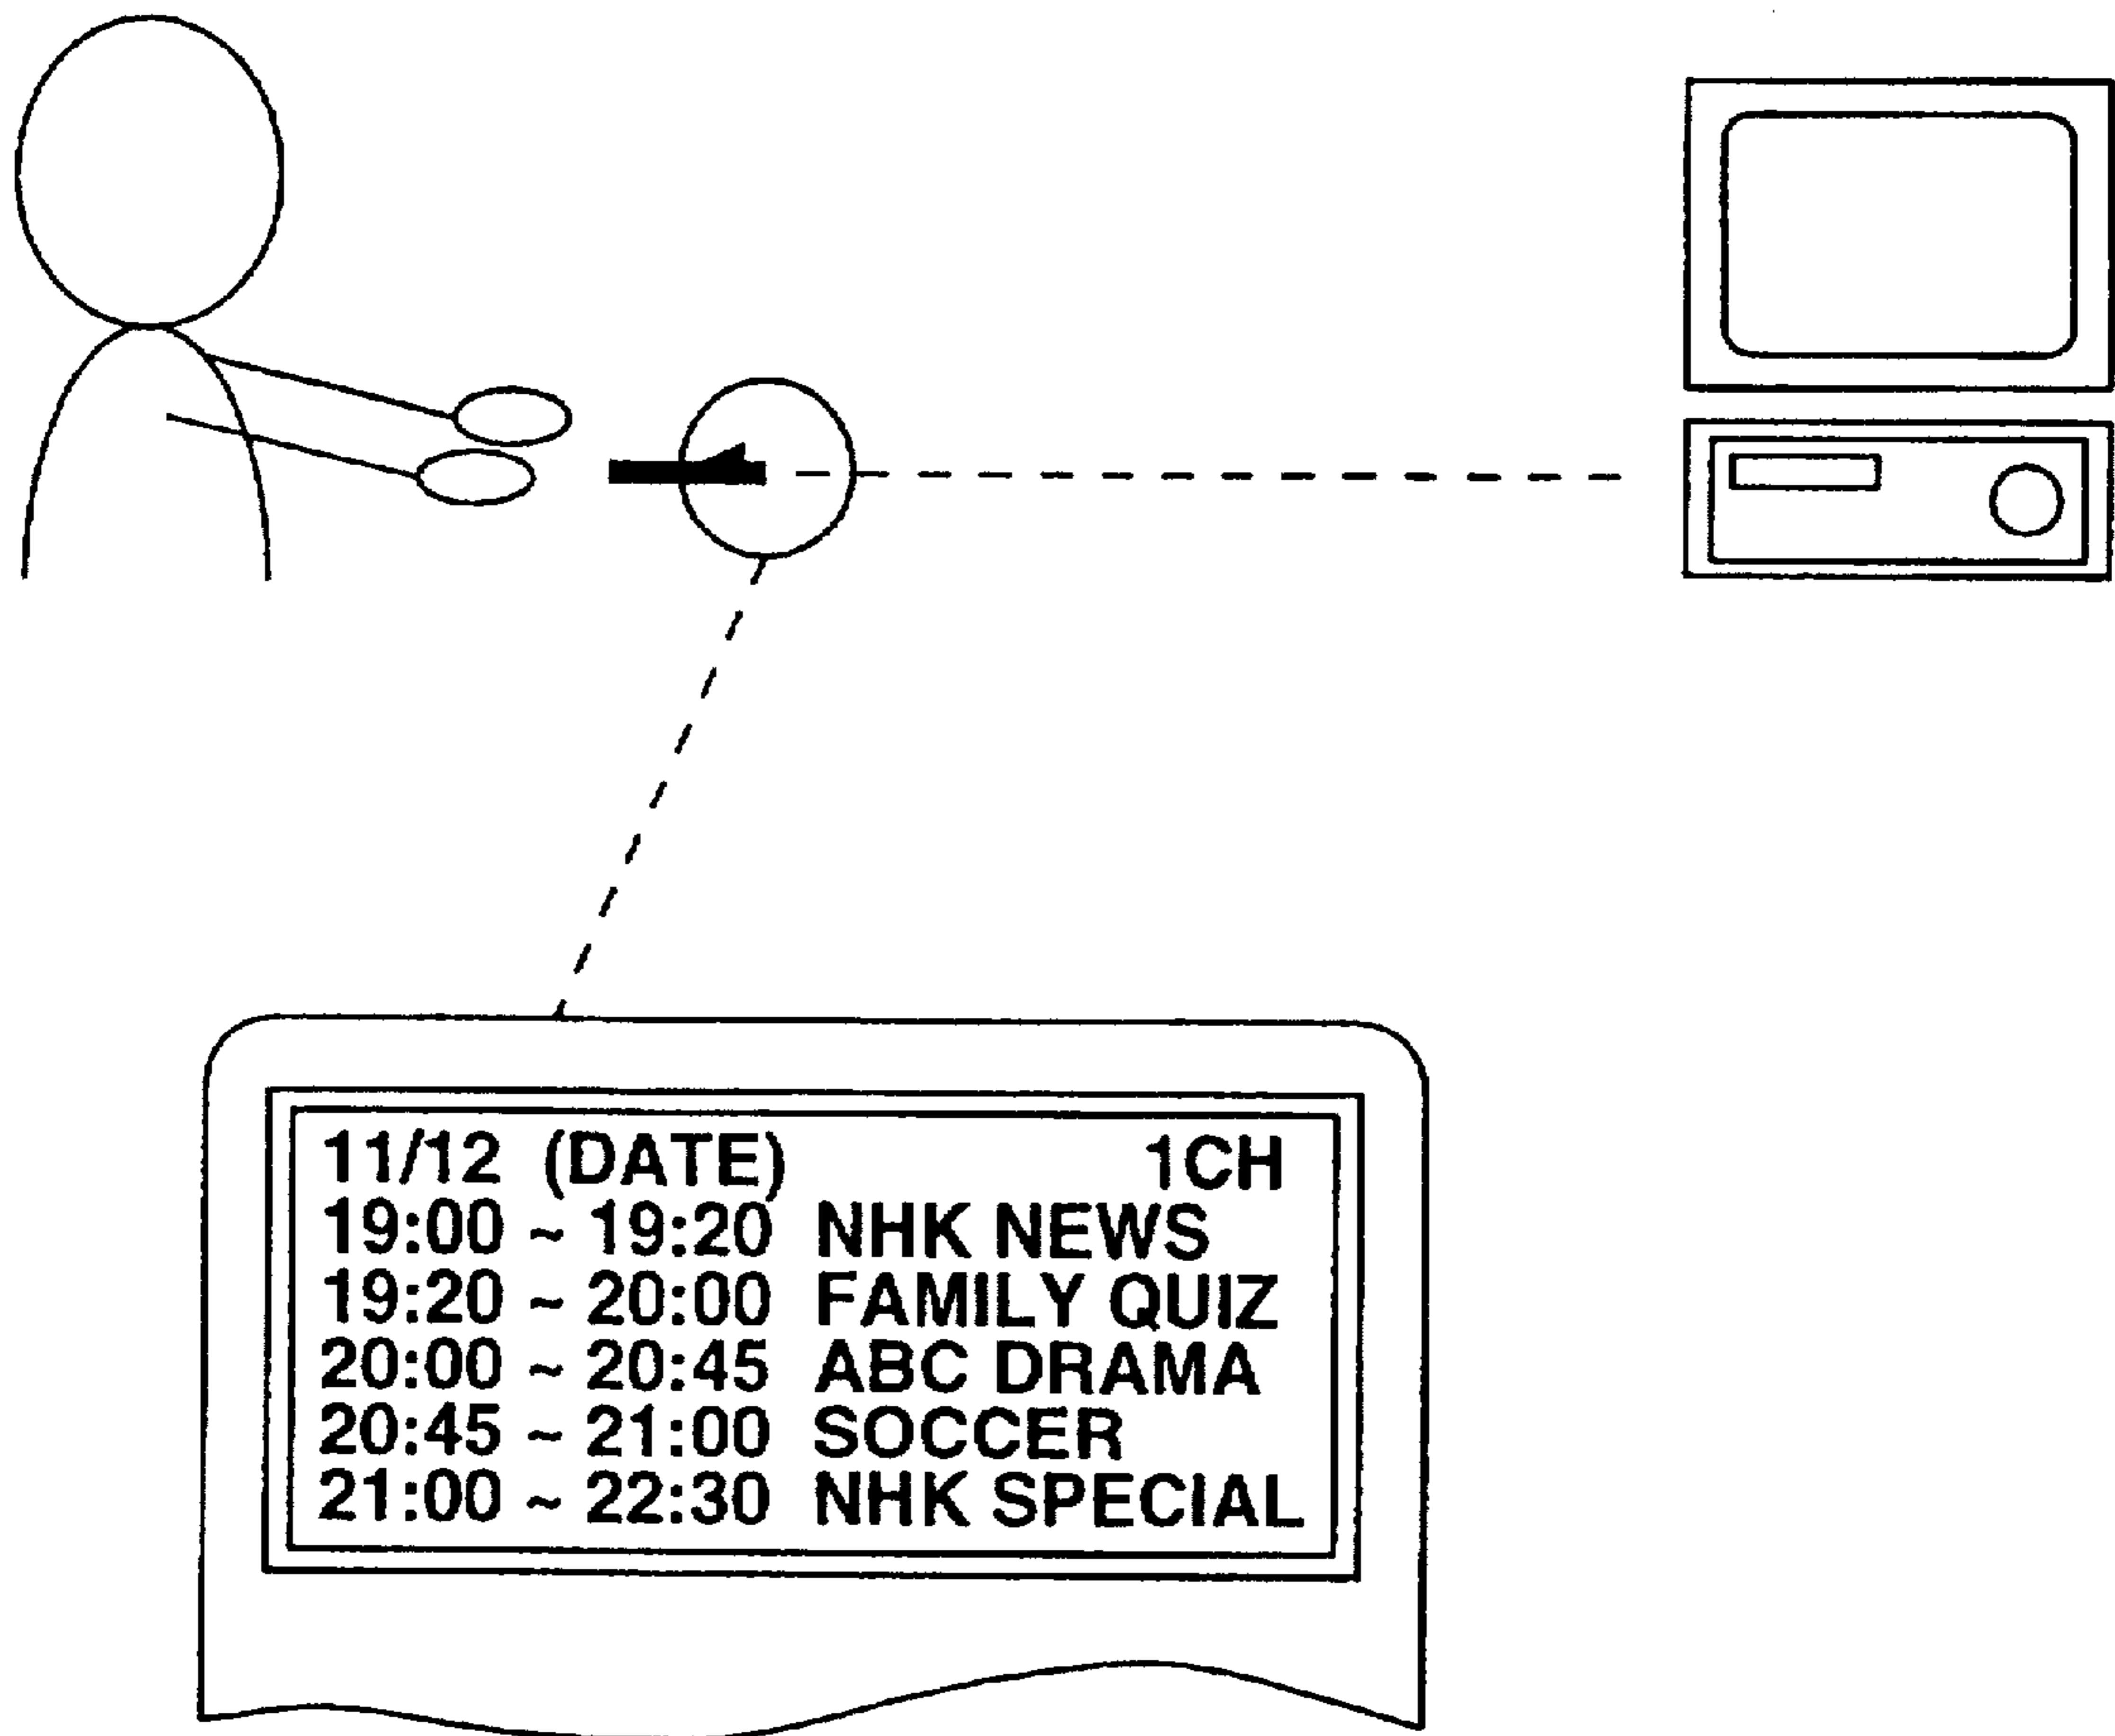 11/12 (DATE) 1CH
19:00 ~ 19:20 NHK NEWS
19:20 ~ 20:00 FAMILY QUIZ
20:00 ~ 20:45 ABC DRAMA
20:45 ~ 21:00 SOCCER
21:00 ~ 22:30 NHK SPECIAL